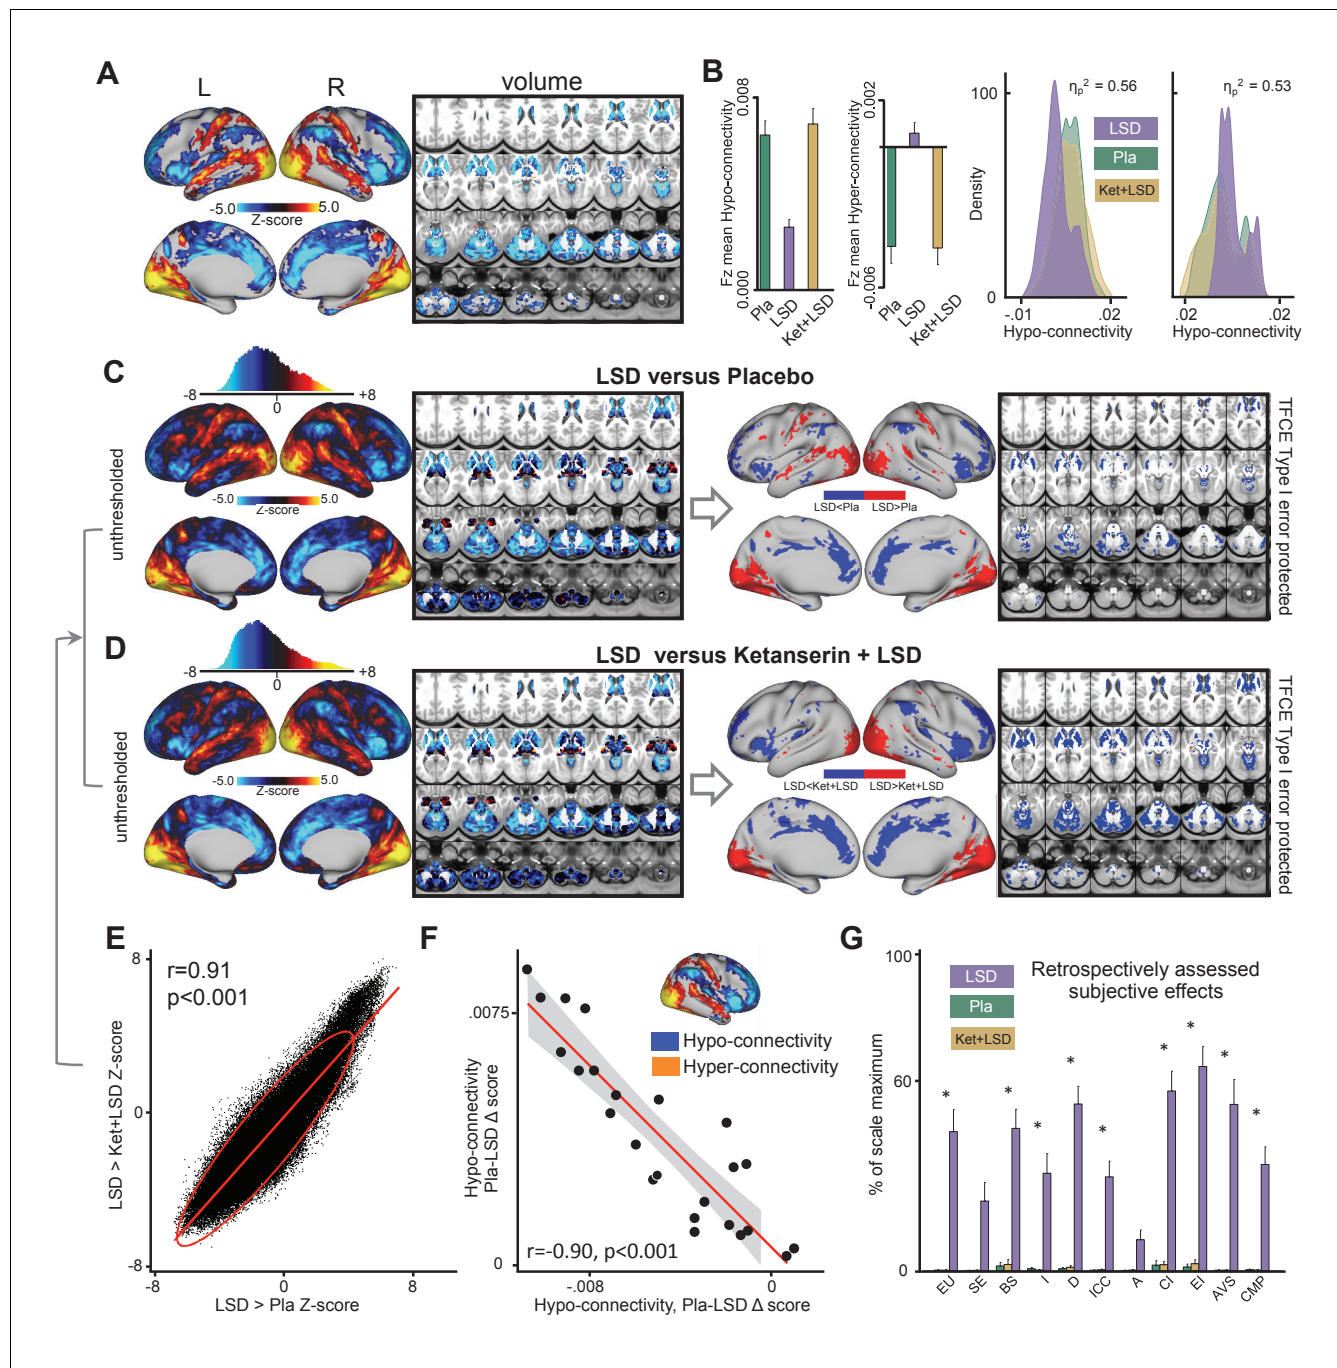 A
L
R
volume
-5.0
5.0
Z-score
B
Fz mean Hypo-connectivity
0.008
0.000
Pla
LSD
Ket+LSD
Fz mean Hyper-connectivity
0.002
-0.006
Pla
LSD
Ket+LSD
Density
100
0
ηp² = 0.56
LSD
Pla
Ket+LSD
-.01
.02
Hypo-connectivity
ηp² = 0.53
.02
.02
Hypo-connectivity
C
LSD versus Placebo
-8
+8
0
unthresholded
-5.0
5.0
Z-score
LSD<Pla
LSD>Pla
TFCE Type I error protected
D
LSD versus Ketanserin + LSD
-8
+8
0
unthresholded
-5.0
5.0
Z-score
LSD<Ket+LSD
LSD>Ket+LSD
TFCE Type I error protected
E
r=0.91
p<0.001
LSD > Ket+LSD Z-score
8
0
-8
-8
0
8
LSD > Pla Z-score
F
Hypo-connectivity
Pla-LSD Δ score
.0075
0
Hypo-connectivity
Hyper-connectivity
r=-0.90, p<0.001
-.008
0
Hypo-connectivity, Pla-LSD Δ score
G
Retrospectively assessed
subjective effects
LSD
Pla
Ket+LSD
% of scale maximum
100
60
0
*
*
*
*
*
*
*
*
*
EU
SE
BS
I
D
ICC
A
CI
EI
AVS
CMP